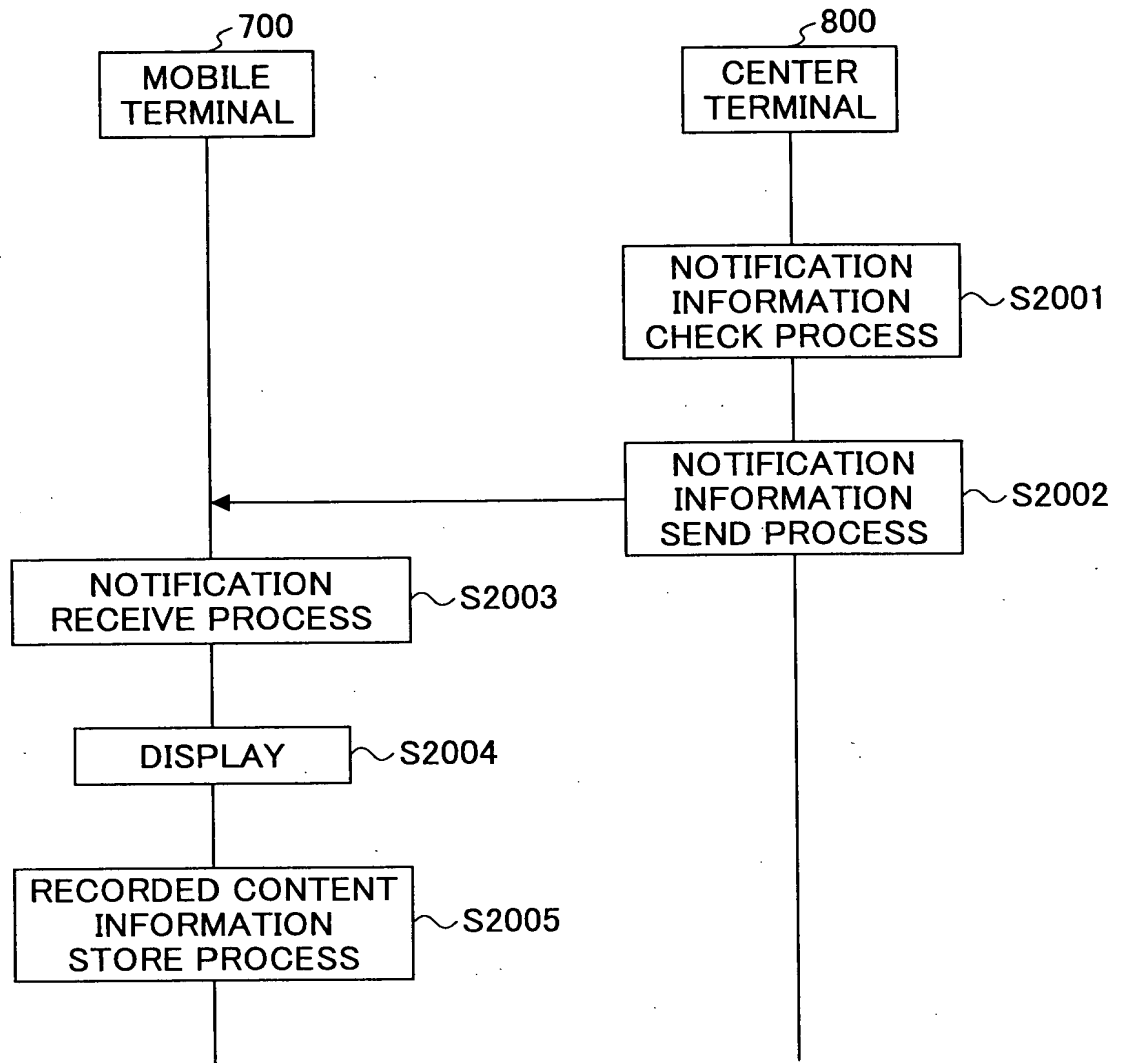 700
MOBILE
TERMINAL
800
CENTER
TERMINAL
NOTIFICATION
INFORMATION
CHECK PROCESS
S2001
NOTIFICATION
INFORMATION
SEND PROCESS
S2002
NOTIFICATION
RECEIVE PROCESS
S2003
DISPLAY
S2004
RECORDED CONTENT
INFORMATION
STORE PROCESS
S2005